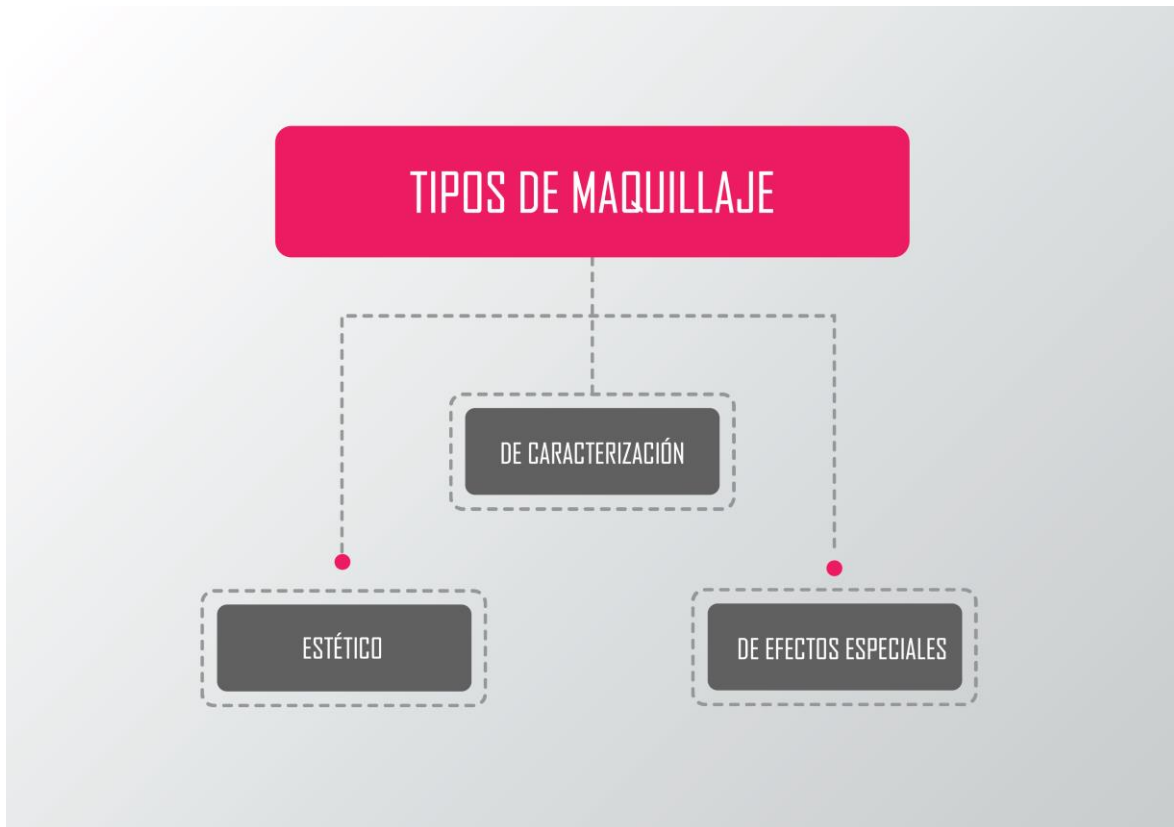 TIPOS DE MAQUILLAJE
DE CARACTERIZACIÓN
ESTÉTICO
DE EFECTOS ESPECIALES